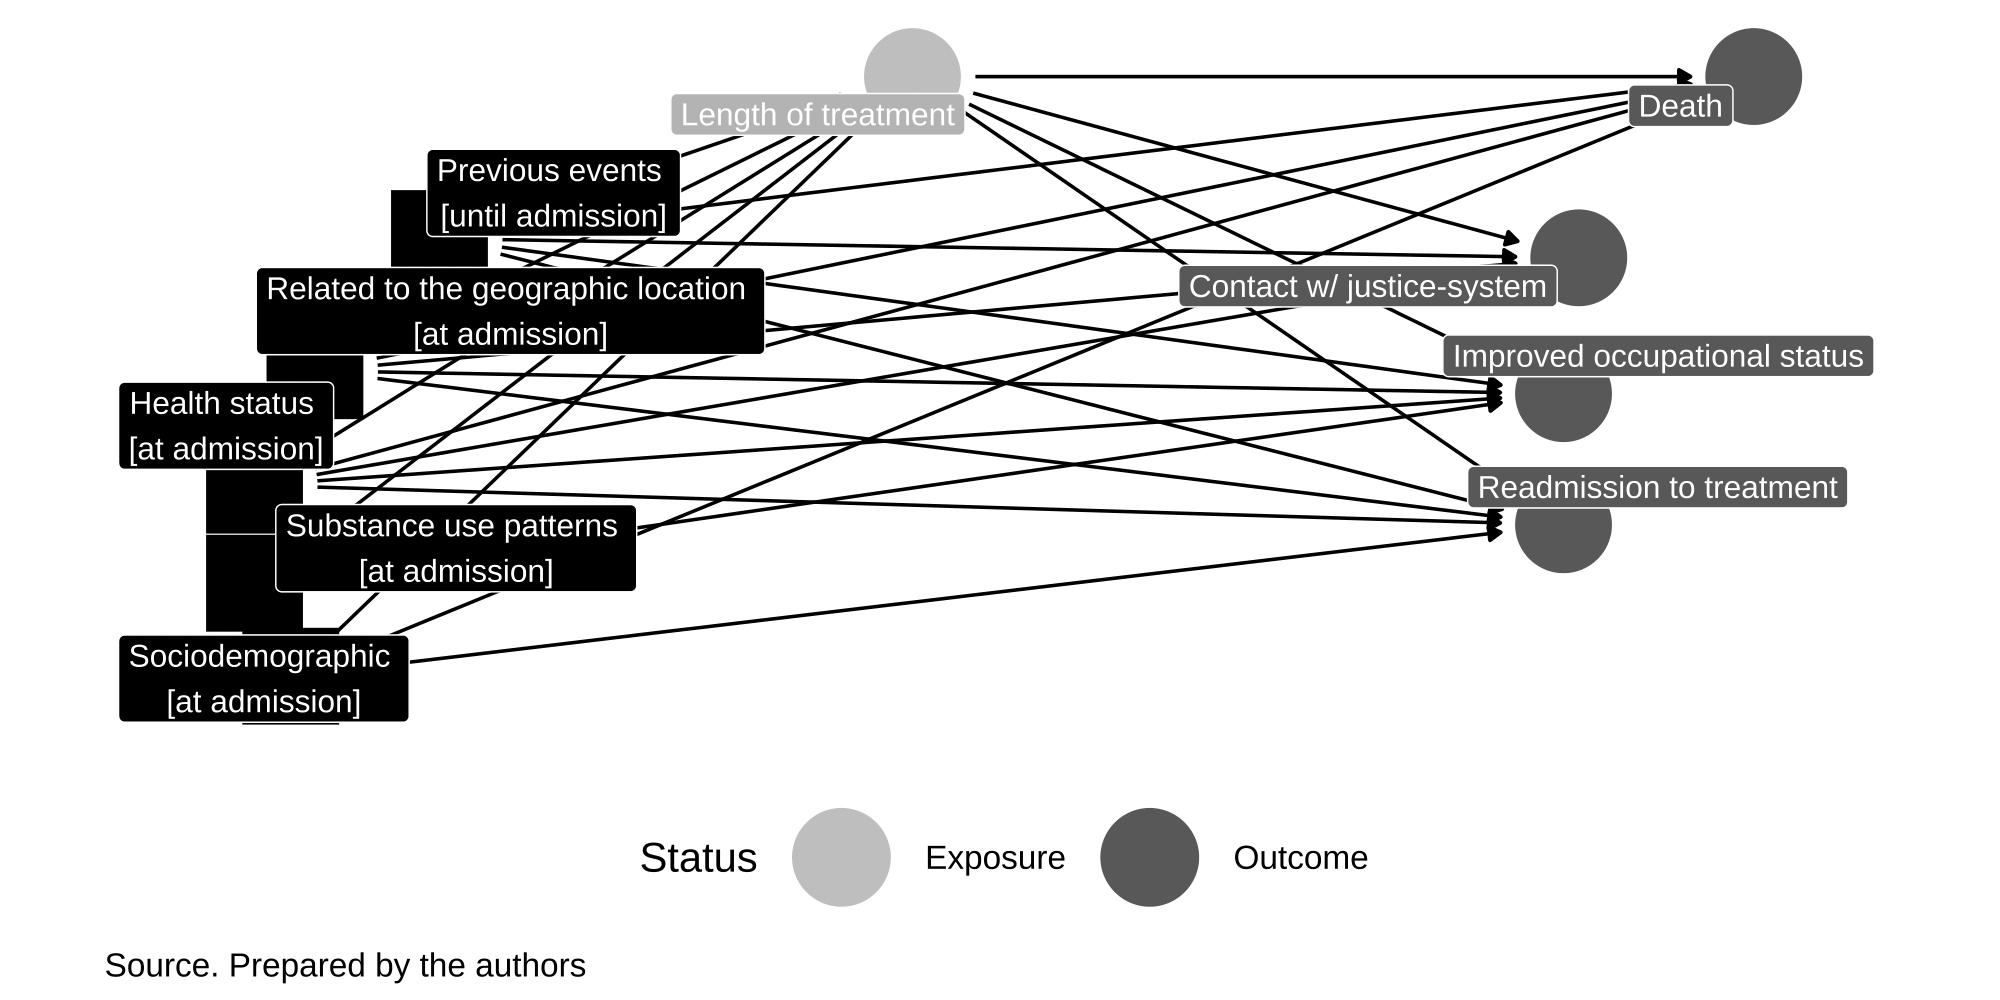 Length of treatment
Death
Previous events
[until admission]
Related to the geographic location
[at admission]
Contact w/ justice-system
Improved occupational status
Health status
[at admission]
Readmission to treatment
Substance use patterns
[at admission]
Sociodemographic
[at admission]
Status
Exposure
Outcome
Source. Prepared by the authors